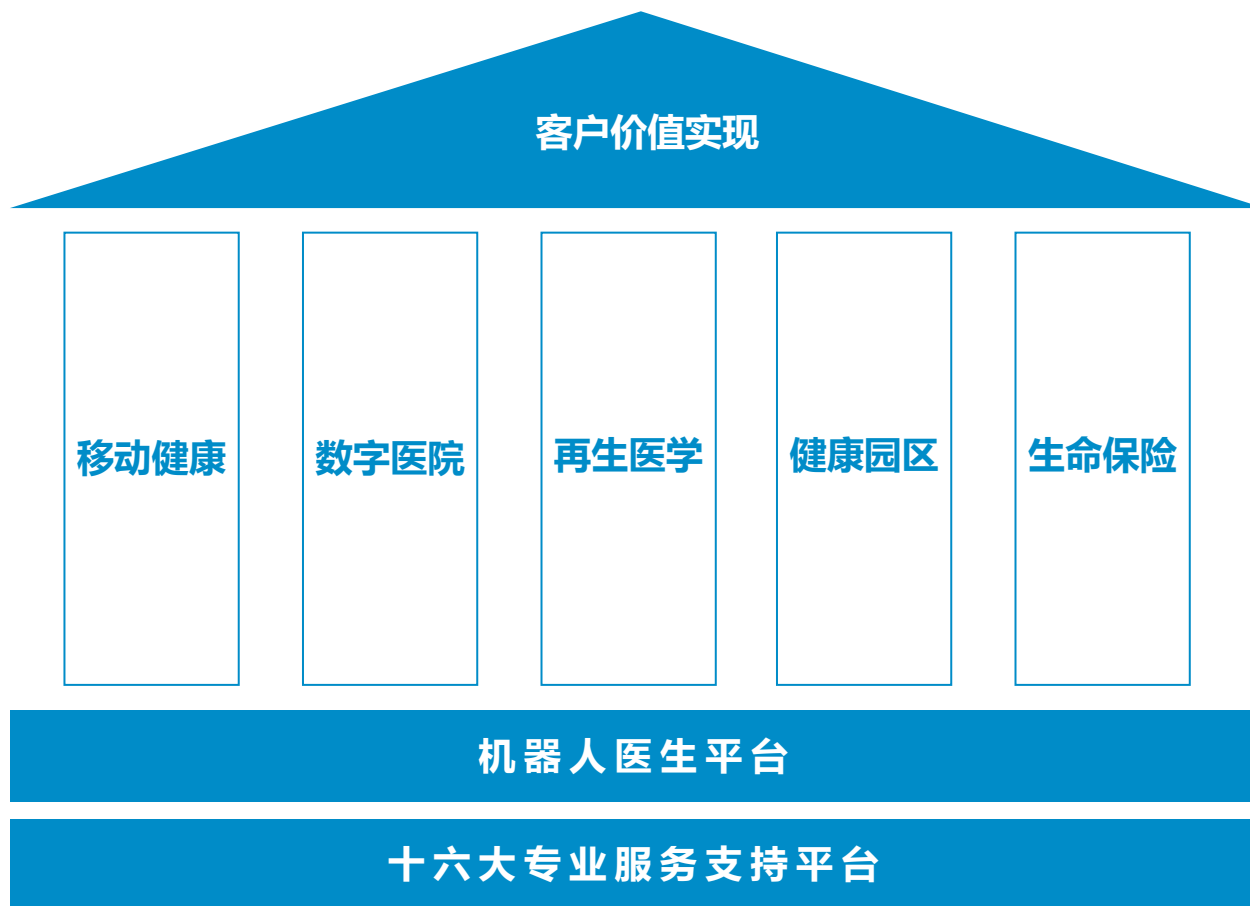 客户价值实现
移动健康
数字医院
再生医学
健康园区
生命保险
机器人医生平台
十六大专业服务支持平台